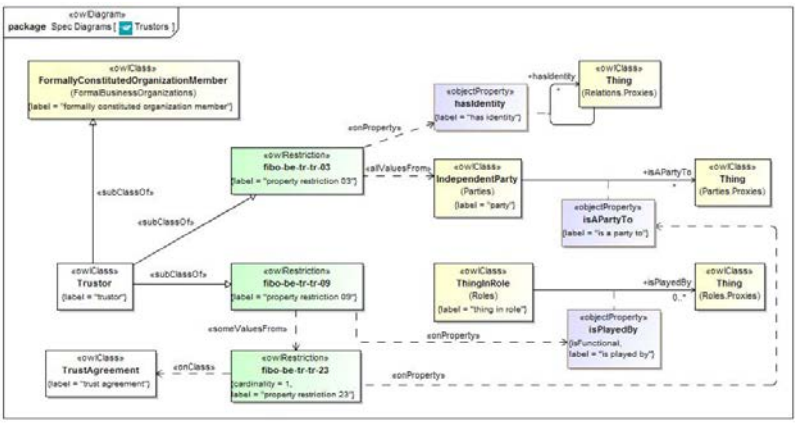 «owlDiagram»
package Spec Diagrams [ Trustors ]
«owlClass»
FormallyConstitutedOrganizationMember
(FormalBusinessOrganizations)
{label = "formally constituted organization member"}
«objectProperty»
hasIdentity
{label = "has identity"}
+hasIdentity
*
«owlClass»
Thing
(Relations.Proxies)
«onProperty»
«owlRestriction»
fibo-be-tr-tr-03
{label = "property restriction 03"}
«allValuesFrom»
«owlClass»
IndependentParty
(Parties)
{label = "party"}
+isAPartyTo
*
«owlClass»
Thing
(Parties.Proxies)
«subClassOf»
«subClassOf»
«objectProperty»
isAPartyTo
{label = "is a party to"}
«owlClass»
Trustor
{label = "trustor"}
«subClassOf»
«owlRestriction»
fibo-be-tr-tr-09
{label = "property restriction 09"}
«owlClass»
ThingInRole
(Roles)
{label = "thing in role"}
+isPlayedBy
0..*
«owlClass»
Thing
(Roles.Proxies)
«someValuesFrom»
«onProperty»
«objectProperty»
isPlayedBy
{isFunctional,
label = "is played by"}
«owlClass»
TrustAgreement
{label = "trust agreement"}
«onClass»
«owlRestriction»
fibo-be-tr-tr-23
{cardinality = 1,
label = "property restriction 23"}
«onProperty»